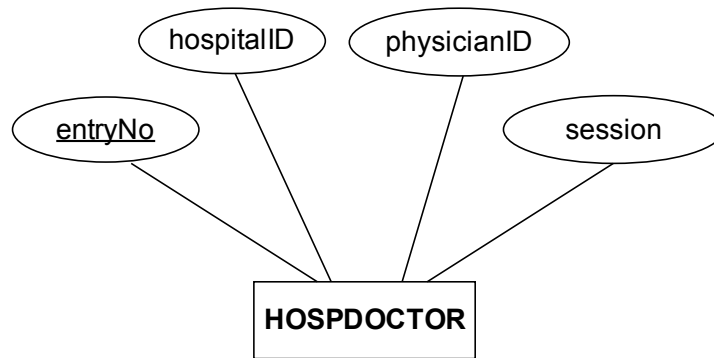 hospitalID
physicianID
entryNo
session
HOSPDOCTOR